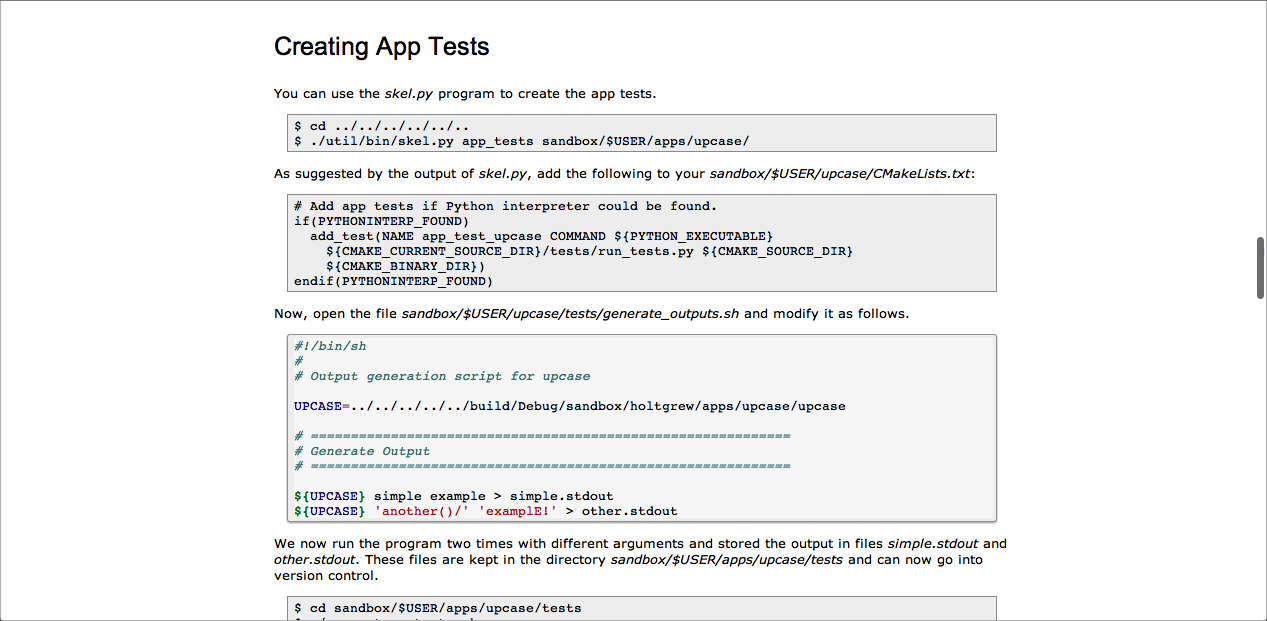 Creating App Tests
You can use the skel.py program to create the app tests.
$ cd ../../../../../..
$ ./util/bin/skel.py app_tests sandbox/$USER/apps/upcase/
As suggested by the output of skel.py, add the following to your sandbox/$USER/upcase/CMakeLists.txt:
# Add app tests if Python interpreter could be found.
if(PYTHONINTERP_FOUND)
  add_test(NAME app_test_upcase COMMAND ${PYTHON_EXECUTABLE}
    ${CMAKE_CURRENT_SOURCE_DIR}/tests/run_tests.py ${CMAKE_SOURCE_DIR}
    ${CMAKE_BINARY_DIR})
endif(PYTHONINTERP_FOUND)
Now, open the file sandbox/$USER/upcase/tests/generate_outputs.sh and modify it as follows.
#!/bin/sh
#
# Output generation script for upcase
UPCASE=../../../../../build/Debug/sandbox/holtgrew/apps/upcase/upcase
# ============================================================
# Generate Output
# ============================================================
${UPCASE} simple example > simple.stdout
${UPCASE} 'another()/' 'examplE!' > other.stdout
We now run the program two times with different arguments and stored the output in files simple.stdout and
other.stdout. These files are kept in the directory sandbox/$USER/apps/upcase/tests and can now go into
version control.
$ cd sandbox/$USER/apps/upcase/tests